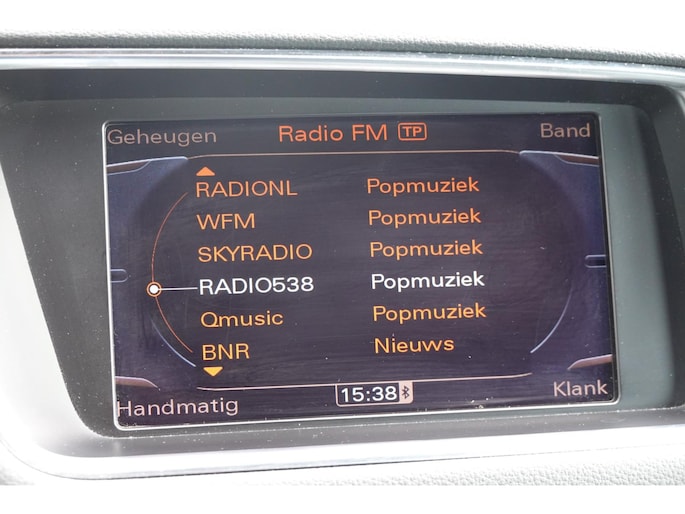 Geheugen Radio FM TP Band
RADIONL Popmuziek
WFM Popmuziek
SKYRADIO Popmuziek
RADIO538 Popmuziek
Qmusic Popmuziek
BNR Nieuws
Handmatig 15:38 Klank